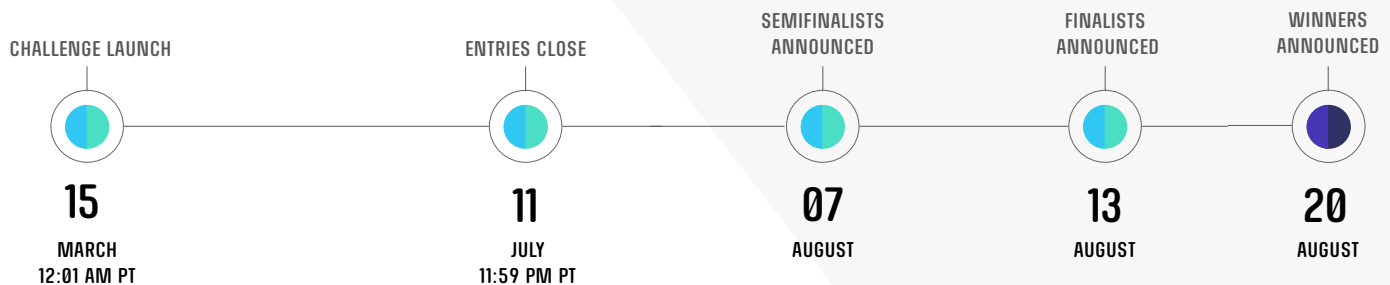 CHALLENGE LAUNCH
15
MARCH
12:01 AM PT
ENTRIES CLOSE
11
JULY
11:59 PM PT
SEMIFINALISTS
ANNOUNCED
07
AUGUST
FINALISTS
ANNOUNCED
13
AUGUST
WINNERS
ANNOUNCED
20
AUGUST